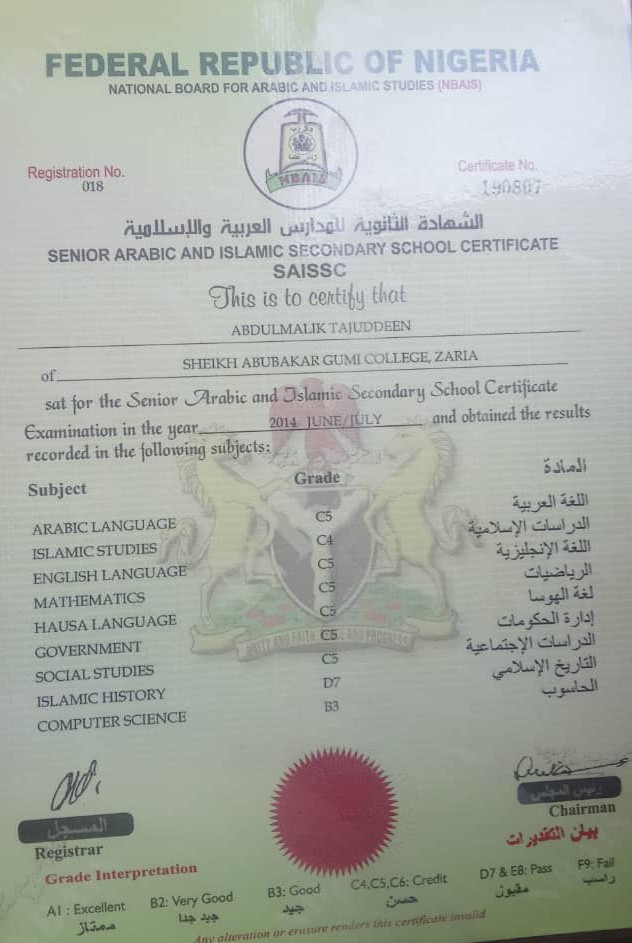 FEDERAL REPUBLIC OF NIGERIA
NATIONAL BOARD FOR ARABIC AND ISLAMIC STUDIES (NBAIS)
Registration No.
018
NBAIS
Certificate No.
190807
الشهادة الثانوية للمدارس العربية والإسلامية
SENIOR ARABIC AND ISLAMIC SECONDARY SCHOOL CERTIFICATE
SAISSC
This is to certify that
ABDULMALIK TAJUDDEEN
of SHEIKH ABUBAKAR GUMI COLLEGE, ZARIA
sat for the Senior Arabic and Islamic Secondary School Certificate
Examination in the year 2014 JUNE/JULY and obtained the results
recorded in the following subjects:
Subject Grade المادة
ARABIC LANGUAGE C5 اللغة العربية
ISLAMIC STUDIES C4 الدراسات الإسلامية
ENGLISH LANGUAGE C5 اللغة الإنجليزية
MATHEMATICS C5 الرياضيات
HAUSA LANGUAGE C5 لغة الهوسا
GOVERNMENT C5 إدارة الحكومات
SOCIAL STUDIES C5 الدراسات الإجتماعية
ISLAMIC HISTORY D7 التاريخ الإسلامي
COMPUTER SCIENCE B3 الحاسوب
UNITY AND FAITH, PEACE AND PROGRESS
المسجل
Registrar
رئيس المجلس
Chairman
Grade Interpretation
بيان التقديرات
A1 : Excellent B2: Very Good B3: Good C4,C5,C6: Credit D7 & E8: Pass F9: Fail
ممتاز جيد جدا جيد حسن مقبول راسب
Any alteration or erasure renders this certificate invalid